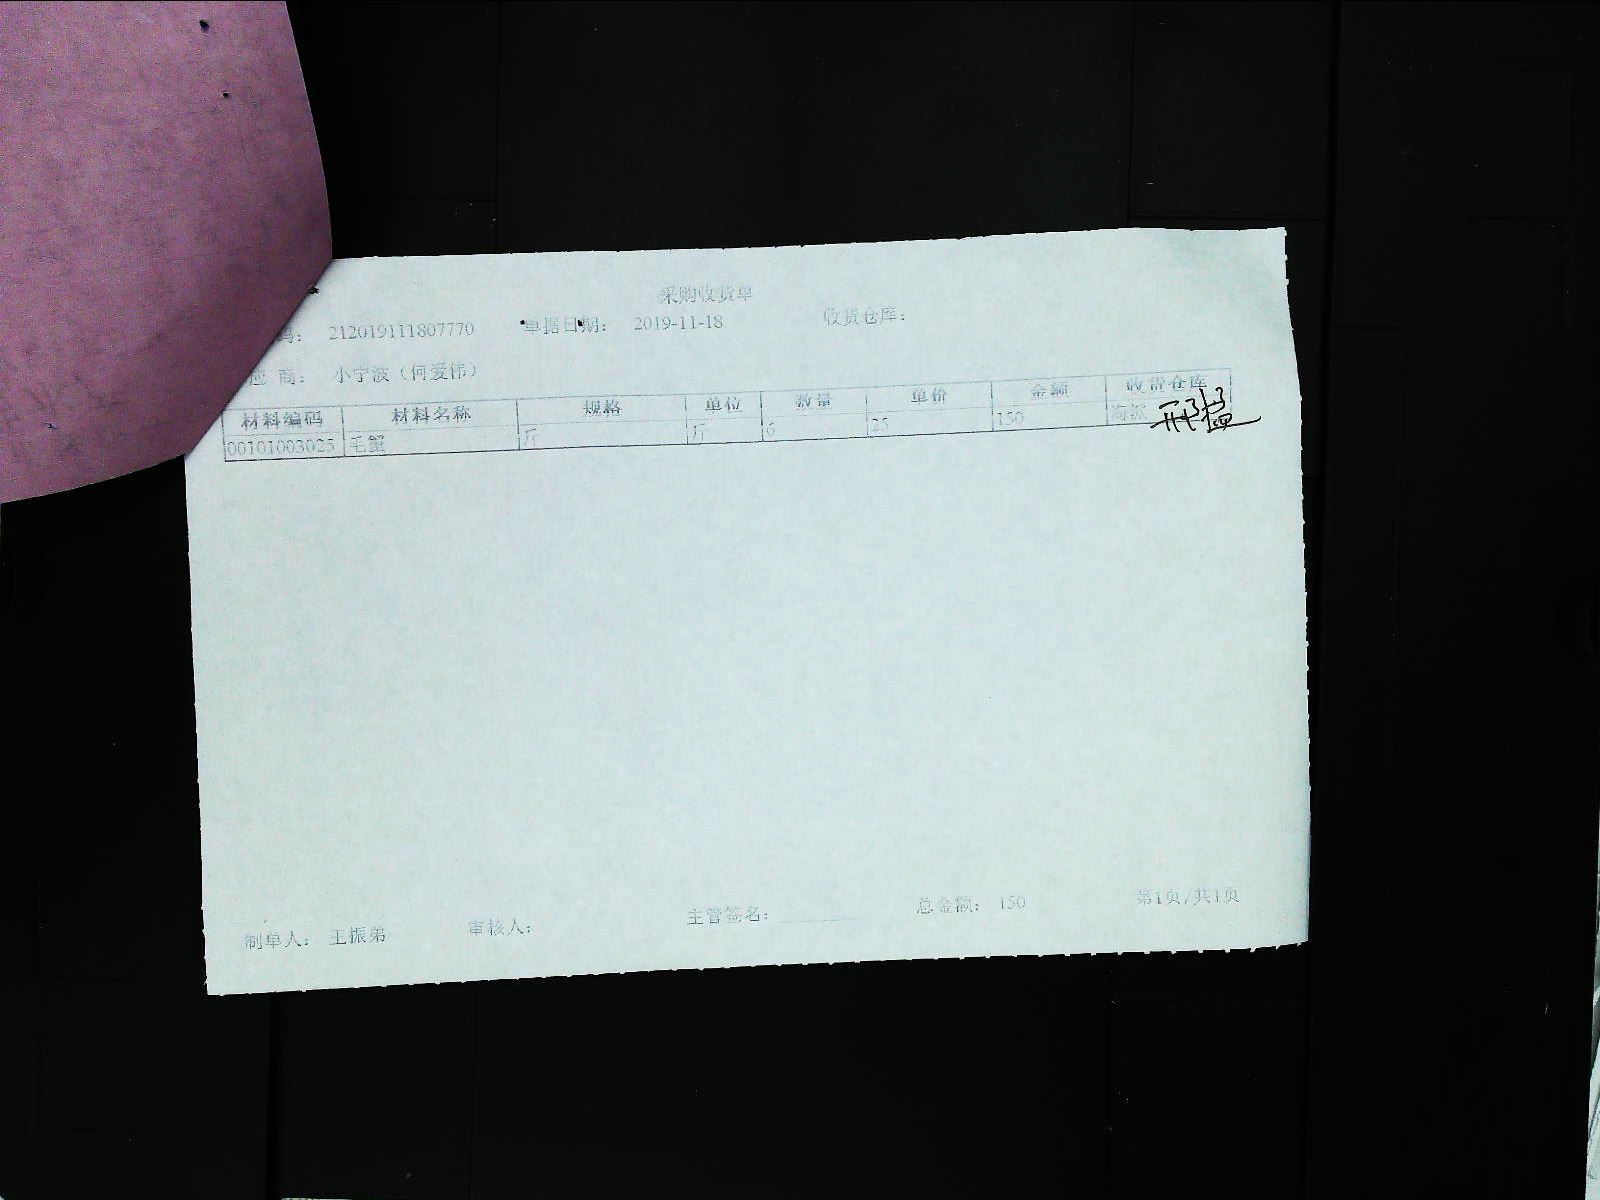 采购收货单
码： 212019111807770 单据日期： 2019-11-18 收货仓库：
应 商： 小宁波（何爱伟）
材料编码 材料名称 规格 单位 数量 单价 金额 收货仓库
00101003025 毛蟹 斤 斤 6 25 150 海派
制单人： 王振弟 审核人： 主管签名： 总金额： 150 第1页/共1页